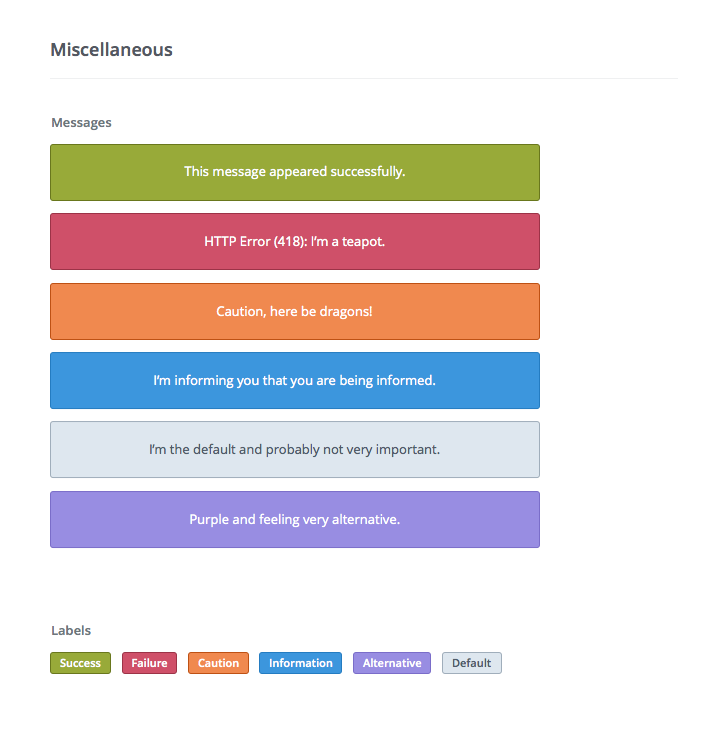 Miscellaneous
Messages
This message appeared successfully.
HTTP Error (418): I’m a teapot.
Caution, here be dragons!
I’m informing you that you are being informed.
I’m the default and probably not very important.
Purple and feeling very alternative.
Labels
Success Failure Caution Information Alternative Default